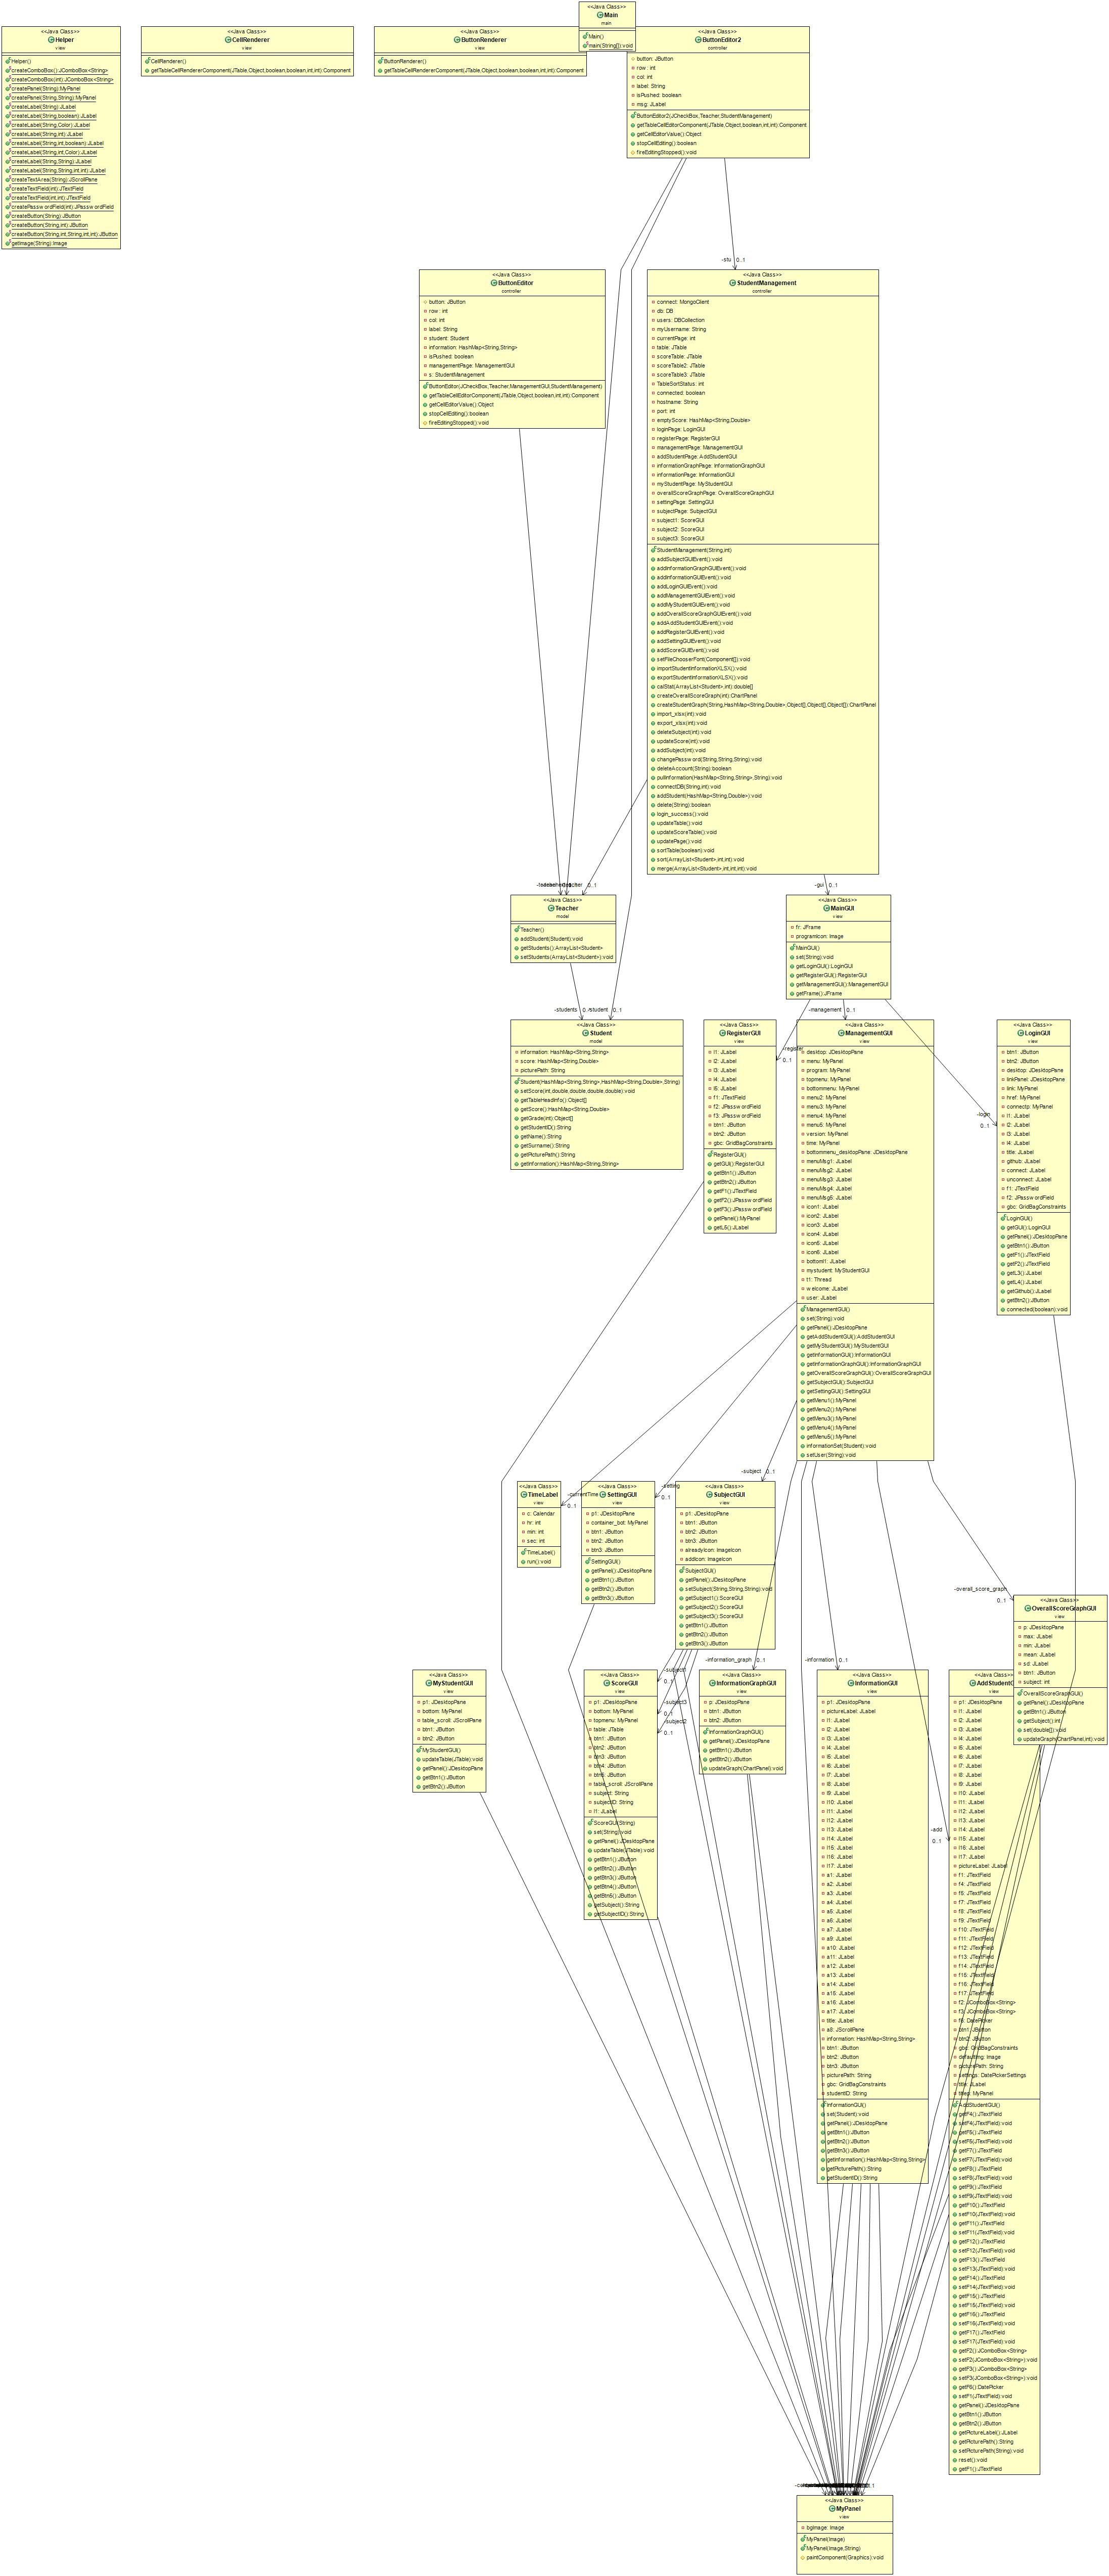 <<Java Class>>
Main
main
Main()
main(String[]):void
<<Java Class>>
Helper
view
Helper()
createComboBox():JComboBox<String>
createComboBox(int):JComboBox<String>
createPanel(String):MyPanel
createPanel(String,String):MyPanel
createLabel(String):JLabel
createLabel(String,boolean):JLabel
createLabel(String,Color):JLabel
createLabel(String,int):JLabel
createLabel(String,int,boolean):JLabel
createLabel(String,int,Color):JLabel
createLabel(String,String):JLabel
createLabel(String,String,int,int):JLabel
createTextArea(String):JScrollPane
createTextField(int):JTextField
createTextField(int,int):JTextField
createPasswordField(int):JPasswordField
createButton(String):JButton
createButton(String,int):JButton
createButton(String,int,String,int,int):JButton
getImage(String):Image
<<Java Class>>
CellRenderer
view
CellRenderer()
getTableCellRendererComponent(JTable,Object,boolean,boolean,int,int):Component
<<Java Class>>
ButtonRenderer
view
ButtonRenderer()
getTableCellRendererComponent(JTable,Object,boolean,boolean,int,int):Component
<<Java Class>>
ButtonEditor2
controller
button: JButton
row: int
col: int
label: String
isPushed: boolean
msg: JLabel
ButtonEditor2(JCheckBox,Teacher,StudentManagement)
getTableCellEditorComponent(JTable,Object,boolean,int,int):Component
getCellEditorValue():Object
stopCellEditing():boolean
fireEditingStopped():void
-stu 0..1
<<Java Class>>
ButtonEditor
controller
button: JButton
row: int
col: int
label: String
student: Student
information: HashMap<String,String>
isPushed: boolean
managementPage: ManagementGUI
s: StudentManagement
ButtonEditor(JCheckBox,Teacher,ManagementGUI,StudentManagement)
getTableCellEditorComponent(JTable,Object,boolean,int,int):Component
getCellEditorValue():Object
stopCellEditing():boolean
fireEditingStopped():void
<<Java Class>>
StudentManagement
controller
connect: MongoClient
db: DB
users: DBCollection
myUsername: String
currentPage: int
table: JTable
scoreTable: JTable
scoreTable2: JTable
scoreTable3: JTable
TableSortStatus: int
connected: boolean
hostname: String
port: int
emptyScore: HashMap<String,Double>
loginPage: LoginGUI
registerPage: RegisterGUI
managementPage: ManagementGUI
addStudentPage: AddStudentGUI
informationGraphPage: InformationGraphGUI
informationPage: InformationGUI
myStudentPage: MyStudentGUI
overallScoreGraphPage: OverallScoreGraphGUI
settingPage: SettingGUI
subjectPage: SubjectGUI
subject1: ScoreGUI
subject2: ScoreGUI
subject3: ScoreGUI
StudentManagement(String,int)
addSubjectGUIEvent():void
addInformationGraphGUIEvent():void
addInformationGUIEvent():void
addLoginGUIEvent():void
addManagementGUIEvent():void
addMyStudentGUIEvent():void
addOverallScoreGraphGUIEvent():void
addAddStudentGUIEvent():void
addRegisterGUIEvent():void
addSettingGUIEvent():void
addScoreGUIEvent():void
setFileChooserFont(Component[]):void
importStudentInformationXLSX():void
exportStudentInformationXLSX():void
calStat(ArrayList<Student>,int):double[]
createOverallScoreGraph(int):ChartPanel
createStudentGraph(String,HashMap<String,Double>,Object[],Object[],Object[]):ChartPanel
import_xlsx(int):void
export_xlsx(int):void
deleteSubject(int):void
updateScore(int):void
addSubject(int):void
changePassword(String,String,String):void
deleteAccount(String):boolean
pullInformation(HashMap<String,String>,String):void
connectDB(String,int):void
addStudent(HashMap<String,Double>):void
delete(String):boolean
login_success():void
updateTable():void
updateScoreTable():void
updatePage():void
sortTable(boolean):void
sort(ArrayList<Student>,int,int):void
merge(ArrayList<Student>,int,int,int):void
0..1
-gui 0..1
<<Java Class>>
Teacher
model
Teacher()
addStudent(Student):void
getStudents():ArrayList<Student>
setStudents(ArrayList<Student>):void
<<Java Class>>
MainGUI
view
fr: JFrame
programIcon: Image
MainGUI()
set(String):void
getLoginGUI():LoginGUI
getRegisterGUI():RegisterGUI
getManagementGUI():ManagementGUI
getFrame():JFrame
-students
-student 0..1
-management 0..1
-register
0..1
-login
0..1
<<Java Class>>
Student
model
information: HashMap<String,String>
score: HashMap<String,Double>
picturePath: String
Student(HashMap<String,String>,HashMap<String,Double>,String)
setScore(int,double,double,double,double):void
getTableHeadInfo():Object[]
getScore():HashMap<String,Double>
getGrade(int):Object[]
getStudentID():String
getName():String
getSurname():String
getPicturePath():String
getInformation():HashMap<String,String>
<<Java Class>>
RegisterGUI
view
l1: JLabel
l2: JLabel
l3: JLabel
l4: JLabel
l5: JLabel
f1: JTextField
f2: JPasswordField
f3: JPasswordField
btn1: JButton
btn2: JButton
gbc: GridBagConstraints
RegisterGUI()
getGUI():RegisterGUI
getBtn1():JButton
getBtn2():JButton
getF1():JTextField
getF2():JPasswordField
getF3():JPasswordField
getPanel():MyPanel
getL5():JLabel
<<Java Class>>
ManagementGUI
view
desktop: JDesktopPane
menu: MyPanel
program: MyPanel
topmenu: MyPanel
bottommenu: MyPanel
menu2: MyPanel
menu3: MyPanel
menu4: MyPanel
menu5: MyPanel
version: MyPanel
time: MyPanel
bottommenu_desktopPane: JDesktopPane
menuMsg1: JLabel
menuMsg2: JLabel
menuMsg3: JLabel
menuMsg4: JLabel
menuMsg5: JLabel
icon1: JLabel
icon2: JLabel
icon3: JLabel
icon4: JLabel
icon5: JLabel
icon6: JLabel
bottoml1: JLabel
mystudent: MyStudentGUI
t1: Thread
welcome: JLabel
user: JLabel
ManagementGUI()
set(String):void
getPanel():JDesktopPane
getAddStudentGUI():AddStudentGUI
getMyStudentGUI():MyStudentGUI
getInformationGUI():InformationGUI
getInformationGraphGUI():InformationGraphGUI
getOverallScoreGraphGUI():OverallScoreGraphGUI
getSubjectGUI():SubjectGUI
getSettingGUI():SettingGUI
getMenu1():MyPanel
getMenu2():MyPanel
getMenu3():MyPanel
getMenu4():MyPanel
getMenu5():MyPanel
informationSet(Student):void
setUser(String):void
<<Java Class>>
LoginGUI
view
btn1: JButton
btn2: JButton
desktop: JDesktopPane
linkPanel: JDesktopPane
link: MyPanel
href: MyPanel
connectp: MyPanel
l1: JLabel
l2: JLabel
l3: JLabel
l4: JLabel
title: JLabel
github: JLabel
connect: JLabel
unconnect: JLabel
f1: JTextField
f2: JPasswordField
gbc: GridBagConstraints
LoginGUI()
getGUI():LoginGUI
getPanel():JDesktopPane
getBtn1():JButton
getF1():JTextField
getF2():JTextField
getL3():JLabel
getL4():JLabel
getGithub():JLabel
getBtn2():JButton
connected(boolean):void
-currentTime
0..1
-setting
0..1
-subject 0..1
<<Java Class>>
TimeLabel
view
c: Calendar
hr: int
min: int
sec: int
TimeLabel()
run():void
<<Java Class>>
SettingGUI
view
p1: JDesktopPane
container_bot: MyPanel
btn1: JButton
btn2: JButton
btn3: JButton
SettingGUI()
getPanel():JDesktopPane
getBtn1():JButton
getBtn2():JButton
getBtn3():JButton
<<Java Class>>
SubjectGUI
view
p1: JDesktopPane
btn1: JButton
btn2: JButton
btn3: JButton
alreadyIcon: ImageIcon
addIcon: ImageIcon
SubjectGUI()
getPanel():JDesktopPane
setSubject(String,String,String):void
getSubject1():ScoreGUI
getSubject2():ScoreGUI
getSubject3():ScoreGUI
getBtn1():JButton
getBtn2():JButton
getBtn3():JButton
-overall_score_graph
0..1
<<Java Class>>
OverallScoreGraphGUI
view
p: JDesktopPane
max: JLabel
min: JLabel
mean: JLabel
sd: JLabel
btn1: JButton
subject: int
OverallScoreGraphGUI()
getPanel():JDesktopPane
getBtn1():JButton
getSubject():int
set(double[]):void
updateGraph(ChartPanel,int):void
-subject1
0..1
-subject3
0..1
-subject2
0..1
-information_graph 0..1
-information 0..1
-add
0..1
<<Java Class>>
MyStudentGUI
view
p1: JDesktopPane
bottom: MyPanel
table_scroll: JScrollPane
btn1: JButton
btn2: JButton
MyStudentGUI()
updateTable(JTable):void
getPanel():JDesktopPane
getBtn1():JButton
getBtn2():JButton
<<Java Class>>
ScoreGUI
view
p1: JDesktopPane
bottom: MyPanel
topmenu: MyPanel
table: JTable
btn1: JButton
btn2: JButton
btn3: JButton
btn4: JButton
btn5: JButton
table_scroll: JScrollPane
subject: String
subjectID: String
l1: JLabel
ScoreGUI(String)
set(String):void
getPanel():JDesktopPane
updateTable(JTable):void
getBtn1():JButton
getBtn2():JButton
getBtn3():JButton
getBtn4():JButton
getBtn5():JButton
getSubject():String
getSubjectID():String
<<Java Class>>
InformationGraphGUI
view
p: JDesktopPane
btn1: JButton
btn2: JButton
InformationGraphGUI()
getPanel():JDesktopPane
getBtn1():JButton
getBtn2():JButton
updateGraph(ChartPanel):void
<<Java Class>>
InformationGUI
view
p1: JDesktopPane
pictureLabel: JLabel
l1: JLabel
l2: JLabel
l3: JLabel
l4: JLabel
l5: JLabel
l6: JLabel
l7: JLabel
l8: JLabel
l9: JLabel
l10: JLabel
l11: JLabel
l12: JLabel
l13: JLabel
l14: JLabel
l15: JLabel
l16: JLabel
l17: JLabel
a1: JLabel
a2: JLabel
a3: JLabel
a4: JLabel
a5: JLabel
a6: JLabel
a7: JLabel
a9: JLabel
a10: JLabel
a11: JLabel
a12: JLabel
a13: JLabel
a14: JLabel
a15: JLabel
a16: JLabel
a17: JLabel
title: JLabel
a8: JScrollPane
information: HashMap<String,String>
btn1: JButton
btn2: JButton
btn3: JButton
picturePath: String
gbc: GridBagConstraints
studentID: String
InformationGUI()
set(Student):void
getPanel():JDesktopPane
getBtn1():JButton
getBtn2():JButton
getBtn3():JButton
getInformation():HashMap<String,String>
getPicturePath():String
getStudentID():String
<<Java Class>>
view
p1: JDesktopPane
l1: JLabel
l2: JLabel
l3: JLabel
l4: JLabel
l5: JLabel
l6: JLabel
l7: JLabel
l8: JLabel
l9: JLabel
l10: JLabel
l11: JLabel
l12: JLabel
l13: JLabel
l14: JLabel
l15: JLabel
l16: JLabel
l17: JLabel
pictureLabel: JLabel
f1: JTextField
f4: JTextField
f5: JTextField
f7: JTextField
f8: JTextField
f9: JTextField
f10: JTextField
f11: JTextField
f12: JTextField
f13: JTextField
f14: JTextField
f15: JTextField
f16: JTextField
f17: JTextField
f2: JComboBox<String>
f3: JComboBox<String>
f6: DatePicker
btn1: JButton
btn2: JButton
gbc: GridBagConstraints
defaultImg: Image
picturePath: String
settings: DatePickerSettings
title: JLabel
titlep: MyPanel
AddStudentGUI()
getF4():JTextField
setF4(JTextField):void
getF5():JTextField
setF5(JTextField):void
getF7():JTextField
setF7(JTextField):void
getF8():JTextField
setF8(JTextField):void
getF9():JTextField
setF9(JTextField):void
getF10():JTextField
setF10(JTextField):void
getF11():JTextField
setF11(JTextField):void
getF12():JTextField
setF12(JTextField):void
getF13():JTextField
setF13(JTextField):void
getF14():JTextField
setF14(JTextField):void
getF15():JTextField
setF15(JTextField):void
getF16():JTextField
setF16(JTextField):void
getF17():JTextField
setF17(JTextField):void
getF2():JComboBox<String>
setF2(JComboBox<String>):void
getF3():JComboBox<String>
setF3(JComboBox<String>):void
getF6():DatePicker
setF1(JTextField):void
getPanel():JDesktopPane
getBtn1():JButton
getBtn2():JButton
getPictureLabel():JLabel
getPicturePath():String
setPicturePath(String):void
reset():void
getF1():JTextField
<<Java Class>>
MyPanel
view
bgImage: Image
MyPanel(Image)
MyPanel(Image,String)
paintComponent(Graphics):void